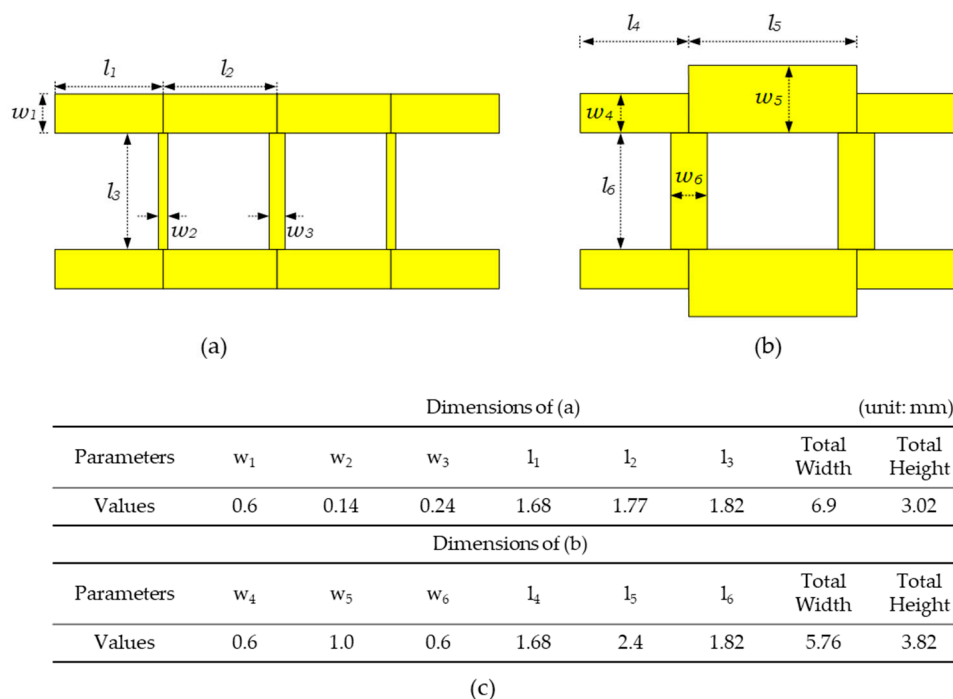 l₁ l₂
w₁
l₃
w₂ w₃
(a)
l₄ l₅
w₄ w₅
l₆ w₆
(b)
Dimensions of (a) (unit: mm)
Parameters w₁ w₂ w₃ l₁ l₂ l₃ Total Width Total Height
Values 0.6 0.14 0.24 1.68 1.77 1.82 6.9 3.02
Dimensions of (b)
Parameters w₄ w₅ w₆ l₄ l₅ l₆ Total Width Total Height
Values 0.6 1.0 0.6 1.68 2.4 1.82 5.76 3.82
(c)